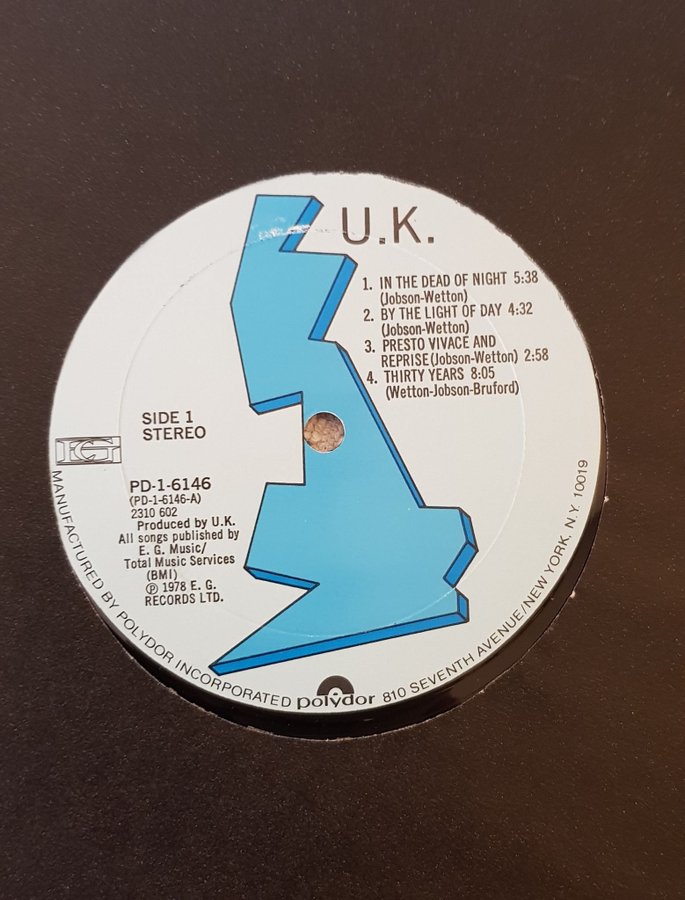 U.K.
1. IN THE DEAD OF NIGHT 5:38
(Jobson-Wetton)
2. BY THE LIGHT OF DAY 4:32
(Jobson-Wetton)
3. PRESTO VIVACE AND
REPRISE (Jobson-Wetton) 2:58
4. THIRTY YEARS 8:05
(Wetton-Jobson-Bruford)
SIDE 1
STEREO
EG
PD-1-6146
(PD-1-6146-A)
2310 602
Produced by U.K.
All songs published by
E. G. Music/
Total Music Services
(BMI)
℗ 1978 E. G.
RECORDS LTD.
MANUFACTURED BY POLYDOR INCORPORATED polydor 810 SEVENTH AVENUE/NEW YORK, N.Y. 10019